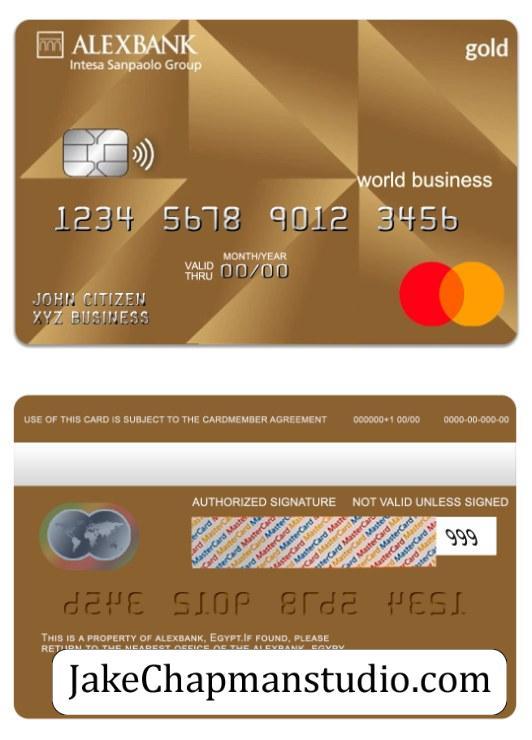 ALEXBANK
Intesa Sanpaolo Group
gold
world business
1234 5678 9012 3456
MONTH/YEAR
VALID THRU 00/00
JOHN CITIZEN
XYZ BUSINESS
USE OF THIS CARD IS SUBJECT TO THE CARDMEMBER AGREEMENT 000000+1 00/00 0000-00-000-00
AUTHORIZED SIGNATURE NOT VALID UNLESS SIGNED
MasterCard MasterCard MasterCard
999
THIS IS A PROPERTY OF ALEXBANK, EGYPT.IF FOUND, PLEASE
RETURN TO THE NEAREST OFFICE OF THE ALEXBANK, EGYPT
JakeChapmanstudio.com